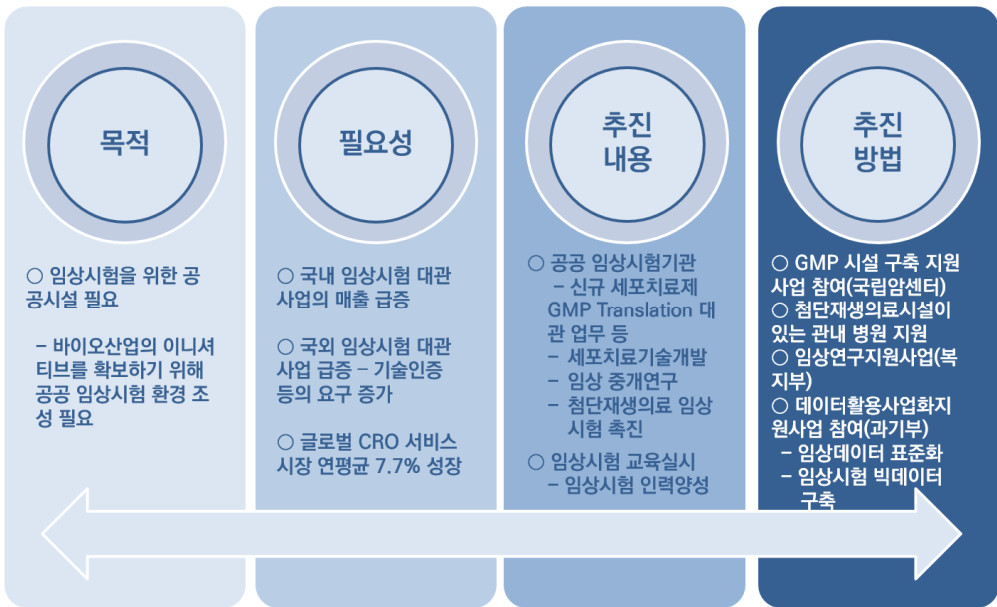 목적
○ 임상시험을 위한 공
공시설 필요
– 바이오산업의 이니셔
티브를 확보하기 위해
공공 임상시험 환경 조
성 필요
필요성
○ 국내 임상시험 대관
사업의 매출 급증
○ 국외 임상시험 대관
사업 급증 – 기술인증
등의 요구 증가
○ 글로벌 CRO 서비스
시장 연평균 7.7% 성장
추진
내용
○ 공공 임상시험기관
– 신규 세포치료제
GMP Translation 대
관 업무 등
– 세포치료기술개발
– 임상 중개연구
– 첨단재생의료 임상
시험 촉진
○ 임상시험 교육실시
– 임상시험 인력양성
추진
방법
○ GMP 시설 구축 지원
사업 참여(국립암센터)
○ 첨단재생의료시설이
있는 관내 병원 지원
○ 임상연구지원사업(복
지부)
○ 데이터활용사업화지
원사업 참여(과기부)
– 임상데이터 표준화
– 임상시험 빅데이터
구축